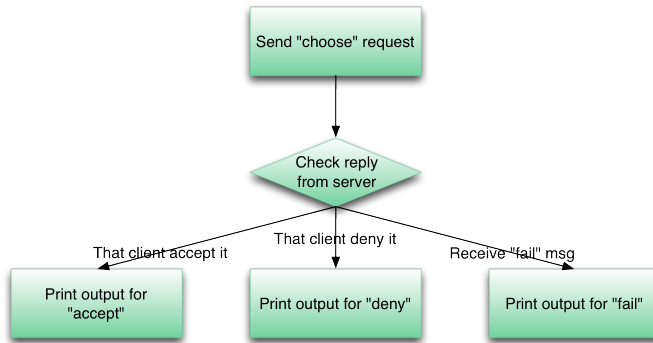 Send "choose" request
Check reply
from server
That client accept it
That client deny it
Receive "fail" msg
Print output for
"accept"
Print output for "deny"
Print output for "fail"